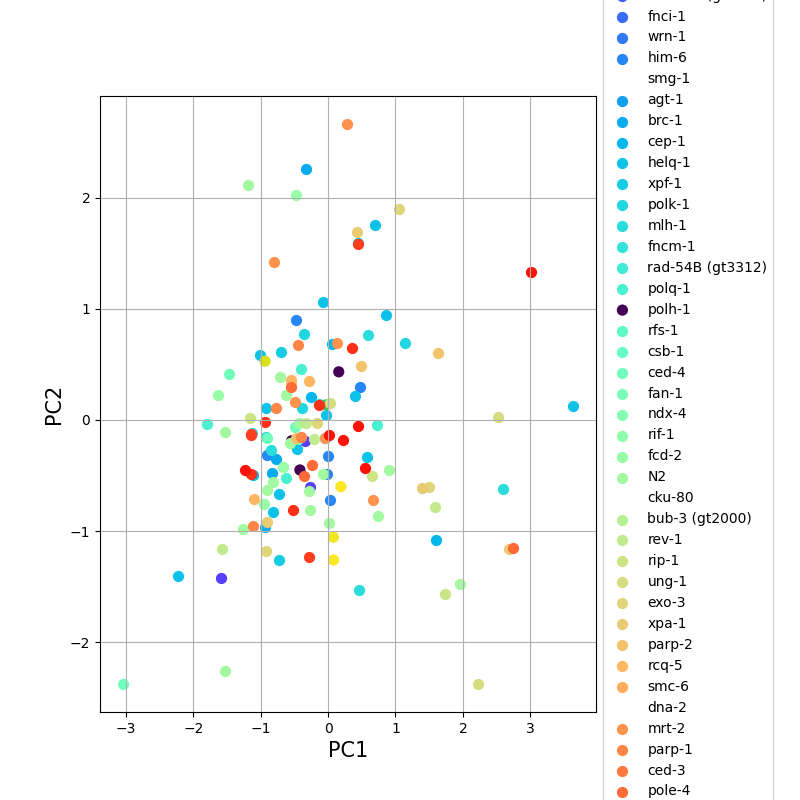 fnci-1
wrn-1
him-6
smg-1
agt-1
brc-1
cep-1
helq-1
xpf-1
polk-1
mlh-1
fncm-1
rad-54B (gt3312)
polq-1
polh-1
rfs-1
csb-1
ced-4
fan-1
ndx-4
rif-1
fcd-2
N2
cku-80
bub-3 (gt2000)
rev-1
rip-1
ung-1
exo-3
xpa-1
parp-2
rcq-5
smc-6
dna-2
mrt-2
parp-1
ced-3
pole-4
2
1
0
−1
−2
PC2
−3 −2 −1 0 1 2 3
PC1